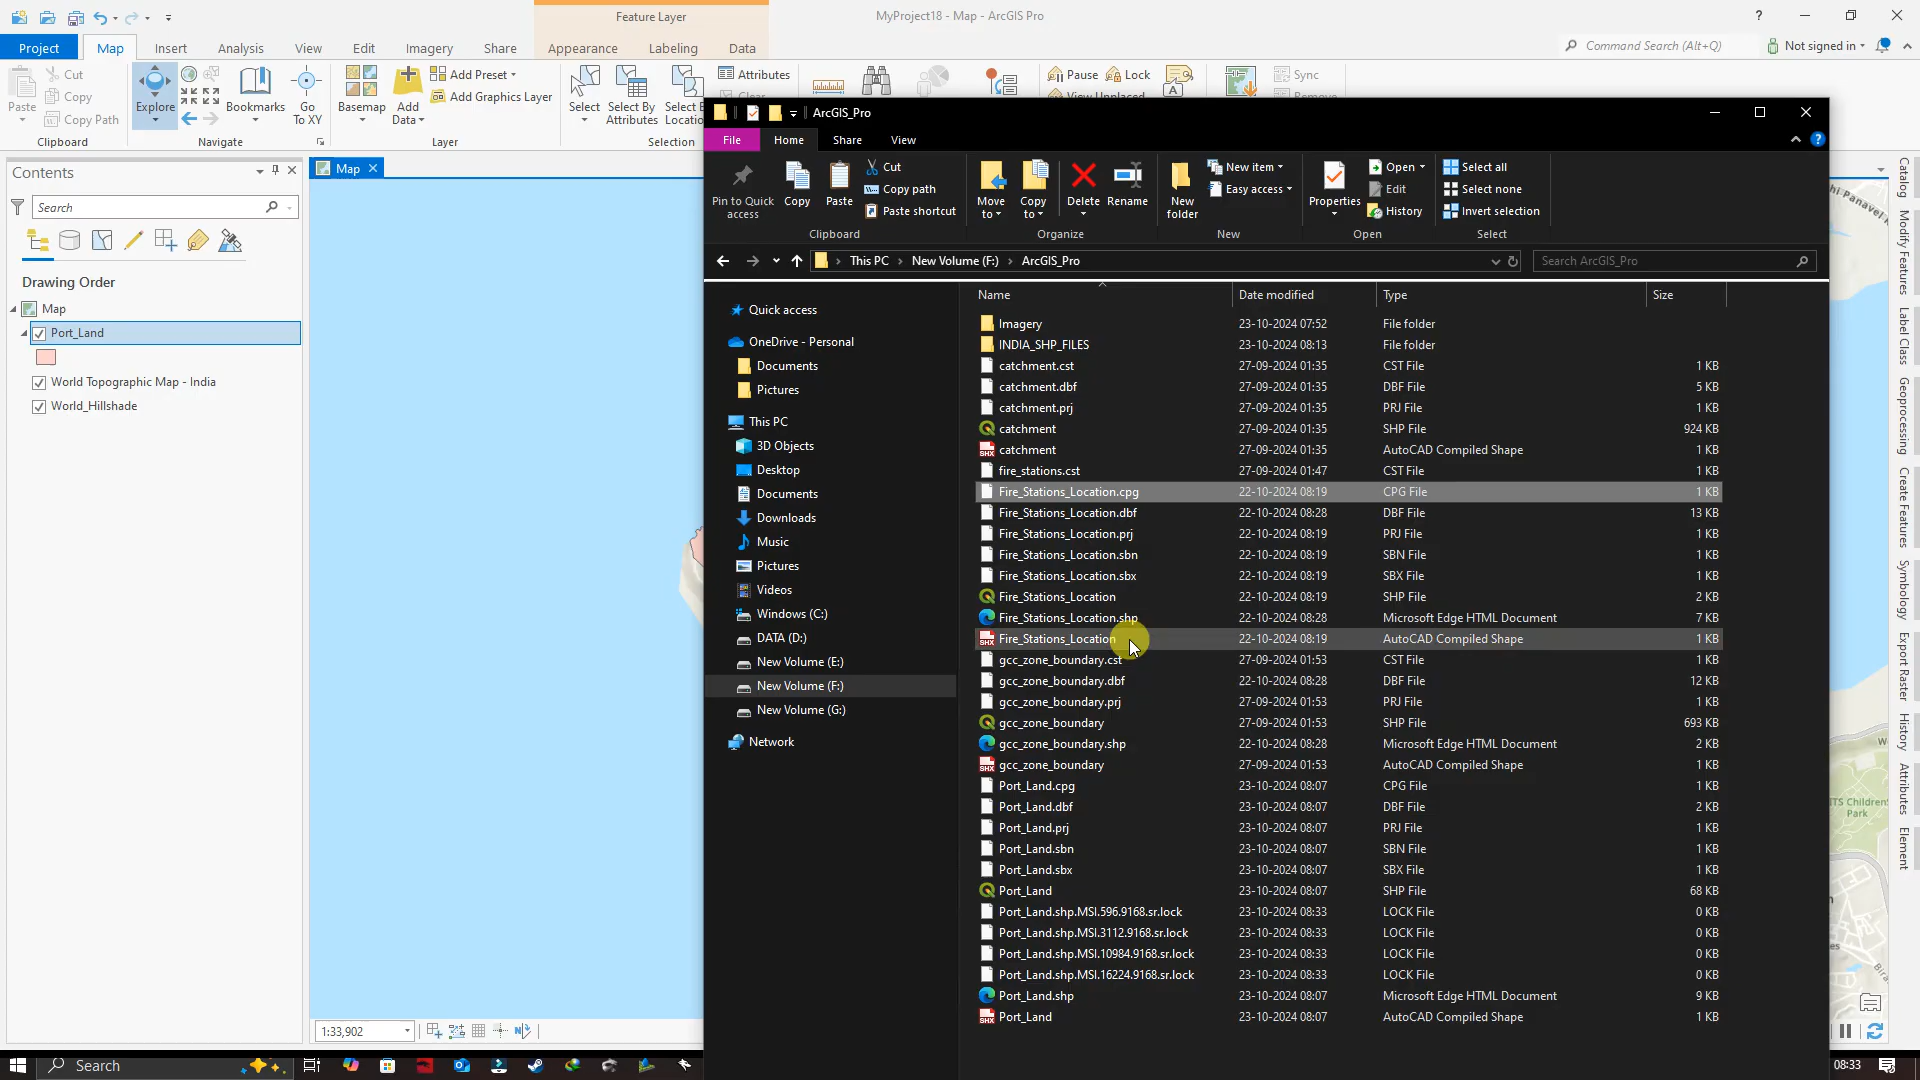 Feature Layer
MyProject18 - Map - ArcGIS Pro
Project Map Insert Analysis View Edit Imagery Share Appearance Labeling Data
Command Search (Alt+Q)
Not signed in
Paste
Cut
Copy
Copy Path
Clipboard
Explore
Bookmarks
Go
To XY
Navigate
Basemap
Add
Data
Add Preset
Add Graphics Layer
Layer
Select
Select By
Attributes
Select
Locatio
Attributes
Clear
Selection
Pause
Lock
View Unplaced
Sync
Remove
Contents
Search
Drawing Order
Map
Port_Land
World Topographic Map - India
World_Hillshade
Map
1:33,902
ArcGIS_Pro
File Home Share View
Pin to Quick
access
Copy
Paste
Cut
Copy path
Paste shortcut
Clipboard
Move
to
Copy
to
Delete
Rename
Organize
New
folder
New item
Easy access
New
Properties
Open
Edit
History
Open
Select all
Select none
Invert selection
Select
This PC New Volume (F:) ArcGIS_Pro
Search ArcGIS_Pro
Quick access
OneDrive - Personal
Documents
Pictures
This PC
3D Objects
Desktop
Documents
Downloads
Music
Pictures
Videos
Windows (C:)
DATA (D:)
New Volume (E:)
New Volume (F:)
New Volume (G:)
Network
Name Date modified Type Size
Imagery 23-10-2024 07:52 File folder
INDIA_SHP_FILES 23-10-2024 08:13 File folder
catchment.cst 27-09-2024 01:35 CST File 1 KB
catchment.dbf 27-09-2024 01:35 DBF File 5 KB
catchment.prj 27-09-2024 01:35 PRJ File 1 KB
catchment 27-09-2024 01:35 SHP File 924 KB
catchment 27-09-2024 01:35 AutoCAD Compiled Shape 1 KB
fire_stations.cst 27-09-2024 01:47 CST File 1 KB
Fire_Stations_Location.cpg 22-10-2024 08:19 CPG File 1 KB
Fire_Stations_Location.dbf 22-10-2024 08:28 DBF File 13 KB
Fire_Stations_Location.prj 22-10-2024 08:19 PRJ File 1 KB
Fire_Stations_Location.sbn 22-10-2024 08:19 SBN File 1 KB
Fire_Stations_Location.sbx 22-10-2024 08:19 SBX File 1 KB
Fire_Stations_Location 22-10-2024 08:19 SHP File 2 KB
Fire_Stations_Location.shp 22-10-2024 08:28 Microsoft Edge HTML Document 7 KB
Fire_Stations_Location 22-10-2024 08:19 AutoCAD Compiled Shape 1 KB
gcc_zone_boundary.cst 27-09-2024 01:53 CST File 1 KB
gcc_zone_boundary.dbf 22-10-2024 08:28 DBF File 12 KB
gcc_zone_boundary.prj 27-09-2024 01:53 PRJ File 1 KB
gcc_zone_boundary 27-09-2024 01:53 SHP File 693 KB
gcc_zone_boundary.shp 22-10-2024 08:28 Microsoft Edge HTML Document 2 KB
gcc_zone_boundary 27-09-2024 01:53 AutoCAD Compiled Shape 1 KB
Port_Land.cpg 23-10-2024 08:07 CPG File 1 KB
Port_Land.dbf 23-10-2024 08:07 DBF File 2 KB
Port_Land.prj 23-10-2024 08:07 PRJ File 1 KB
Port_Land.sbn 23-10-2024 08:07 SBN File 1 KB
Port_Land.sbx 23-10-2024 08:07 SBX File 1 KB
Port_Land 23-10-2024 08:07 SHP File 68 KB
Port_Land.shp.MSI.596.9168.sr.lock 23-10-2024 08:33 LOCK File 0 KB
Port_Land.shp.MSI.3112.9168.sr.lock 23-10-2024 08:33 LOCK File 0 KB
Port_Land.shp.MSI.10984.9168.sr.lock 23-10-2024 08:33 LOCK File 0 KB
Port_Land.shp.MSI.16224.9168.sr.lock 23-10-2024 08:33 LOCK File 0 KB
Port_Land.shp 23-10-2024 08:07 Microsoft Edge HTML Document 9 KB
Port_Land 23-10-2024 08:07 AutoCAD Compiled Shape 1 KB
Catalog
Modify Features
Label Class
Geoprocessing
Create Features
Symbology
Export Raster
History
Attributes
Element
hi Panavel
ITS Children's
Park
Search
08:33